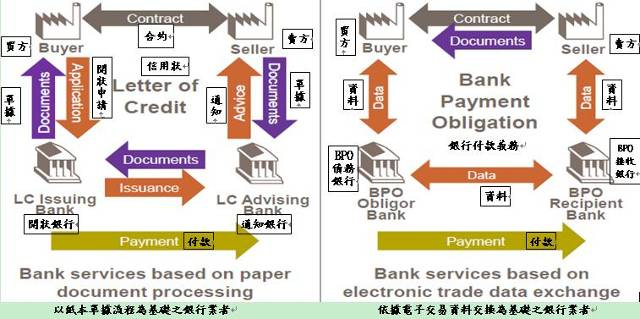 Contract
Buyer
Seller
買方
合約
賣方
信用狀
Documents
單據
Application
開狀申請
Letter of
Credit
通知
Advice
Documents
單據
Documents
Issuance
LC Issuing
Bank
開狀銀行
LC Advising
Bank
通知銀行
Payment
付款
Bank services based on paper
document processing
以紙本單據流程為基礎之銀行業者
Contract
Documents
Buyer
Seller
買方
賣方
資料
Data
Bank
Payment
Obligation
銀行付款義務
Data
資料
BPO
債務
銀行
BPO
接收
銀行
Data
資料
BPO
Obligor
Bank
BPO
Recipient
Bank
Payment
付款
Bank services based on
electronic trade data exchange
依據電子交易資料交換為基礎之銀行業者